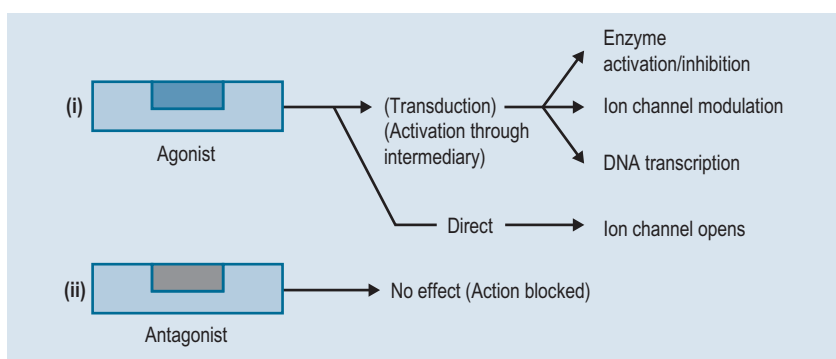 Enzyme
activation/inhibition
(i)
(Transduction)
Ion channel modulation
(Activation through
intermediary)
Agonist
DNA transcription
Direct
Ion channel opens
(ii)
No effect (Action blocked)
Antagonist